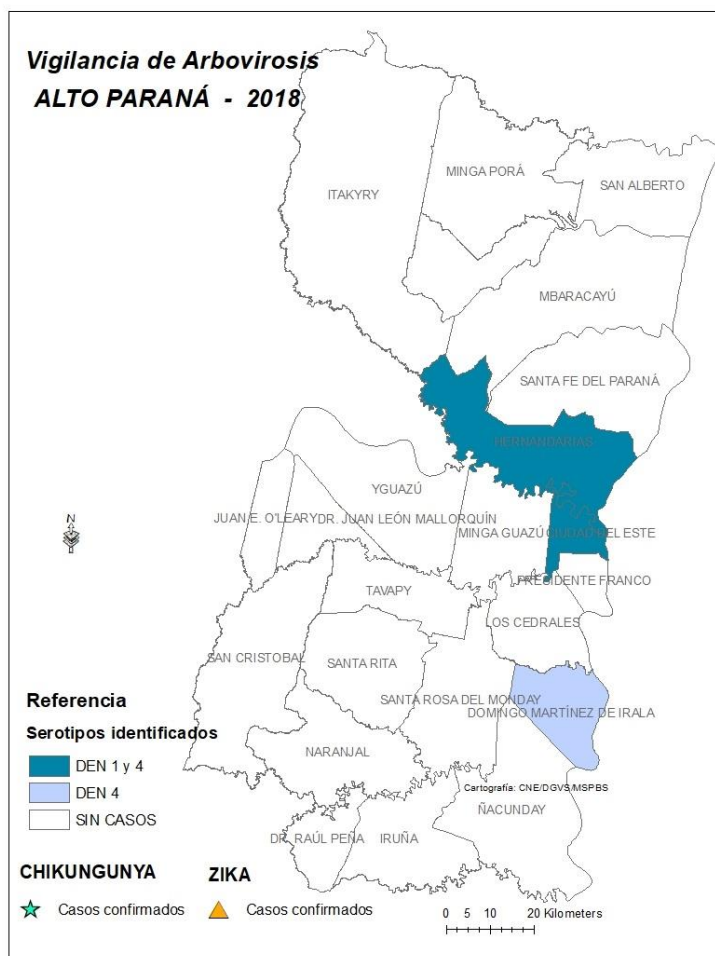 Vigilancia de Arbovirosis
ALTO PARANÁ - 2018
ITAKYRY
MINGA PORÁ
SAN ALBERTO
MBARACAYÚ
SANTA FE DEL PARANÁ
HERNANDARIAS
YGUAZÚ
JUAN E. O'LEARY
DR. JUAN LEÓN MALLORQUÍN
MINGA GUAZÚ
CIUDAD DEL ESTE
PRESIDENTE FRANCO
TAVAPY
LOS CEDRALES
SAN CRISTOBAL
SANTA RITA
SANTA ROSA DEL MONDAY
DOMINGO MARTÍNEZ DE IRALA
NARANJAL
ÑACUNDAY
DR. RAÚL PEÑA
IRUÑA
N
Cartografía: CNE/DGVS/MSPBS
Referencia
Serotipos identificados
DEN 1 y 4
DEN 4
SIN CASOS
CHIKUNGUNYA
Casos confirmados
ZIKA
Casos confirmados
0 5 10 20 Kilometers